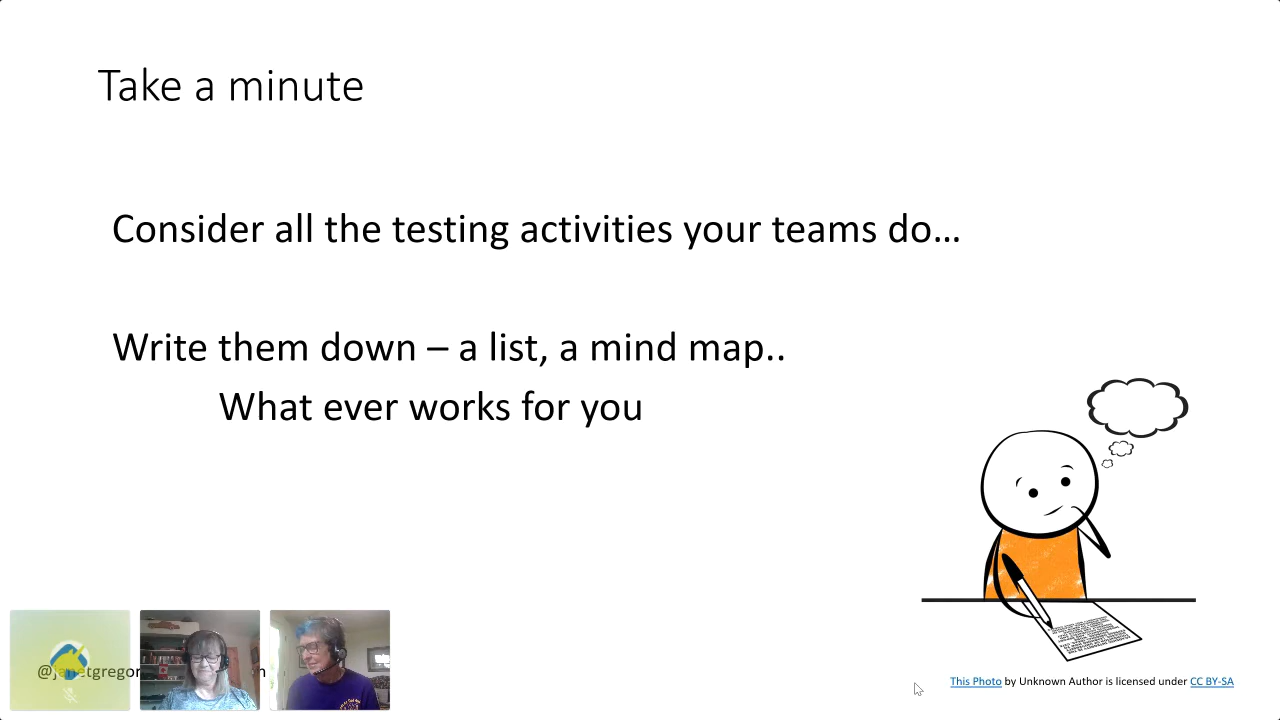 Take a minute
Consider all the testing activities your teams do…
Write them down – a list, a mind map..
What ever works for you
This Photo by Unknown Author is licensed under CC BY-SA